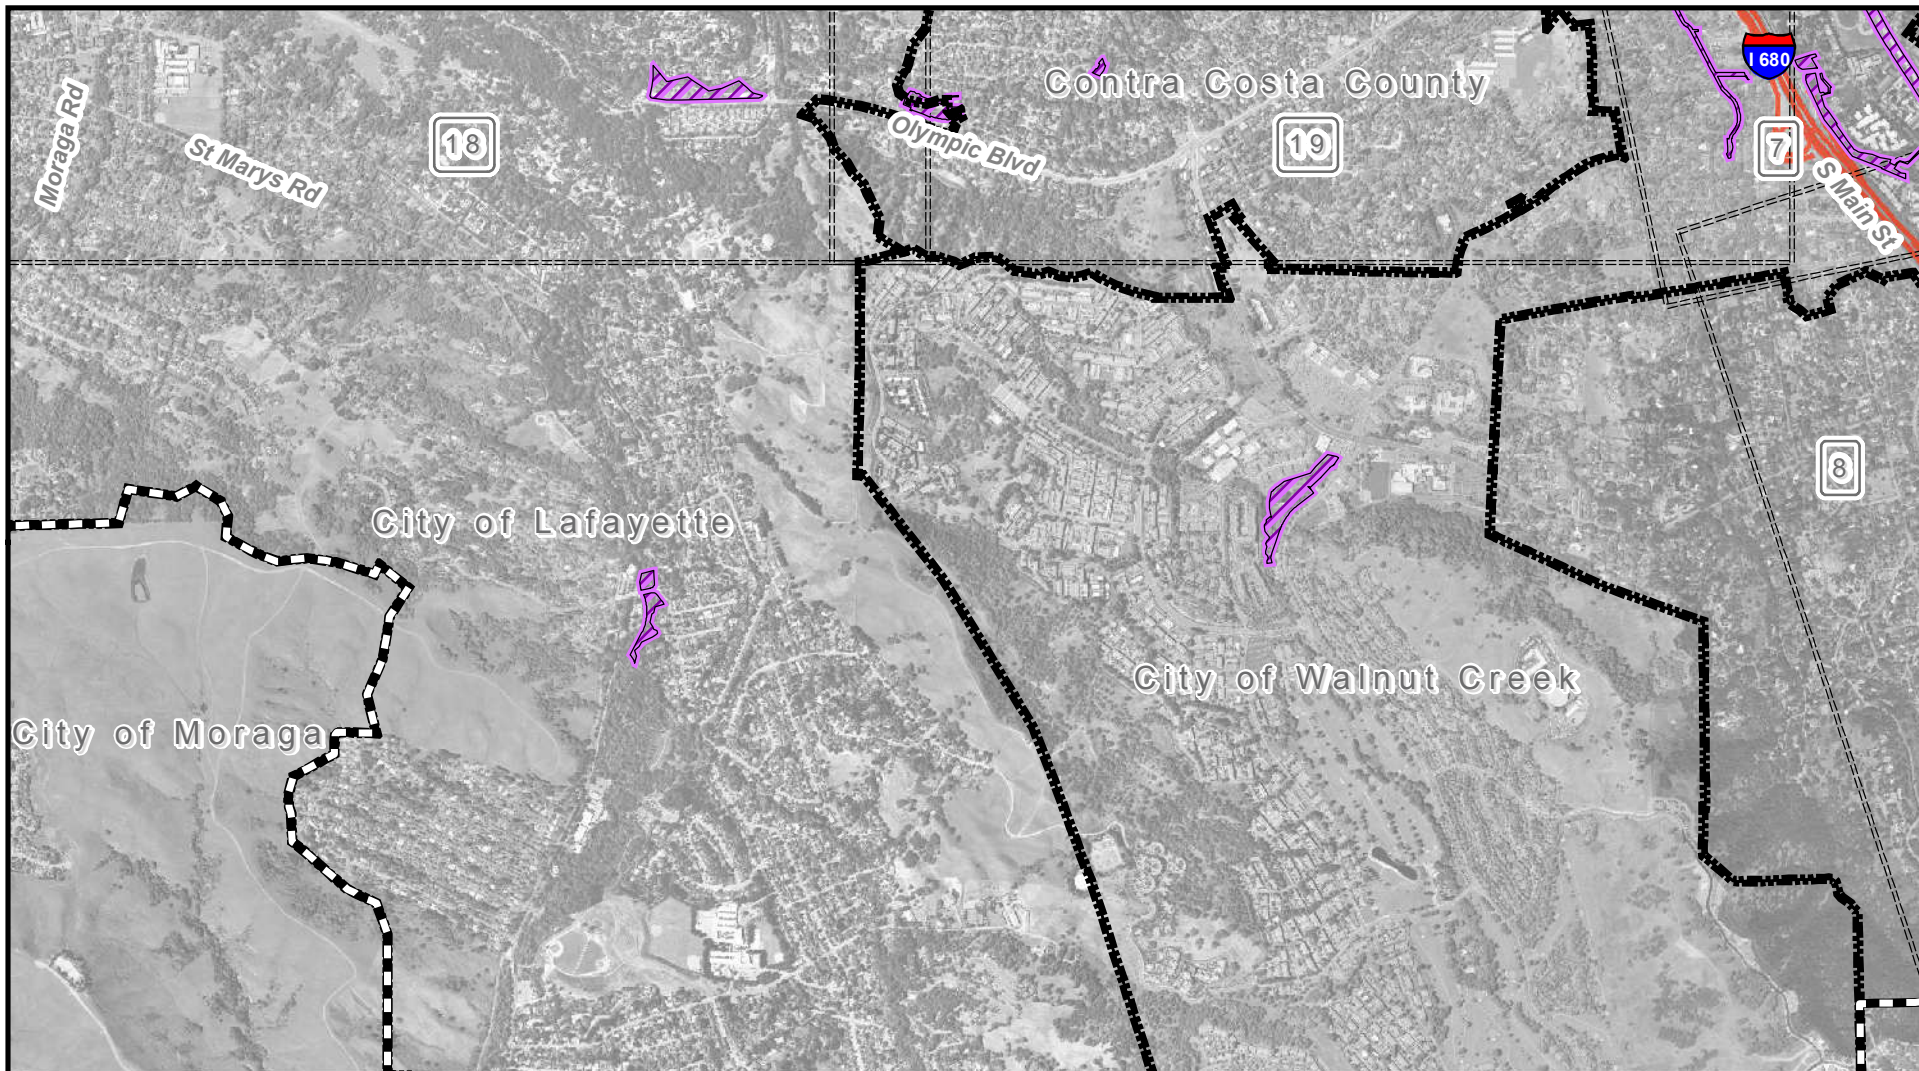 I 680
Contra Costa County
Moraga Rd
St Marys Rd
18
Olympic Blvd
19
7
S Main St
8
City of Lafayette
City of Walnut Creek
City of Moraga